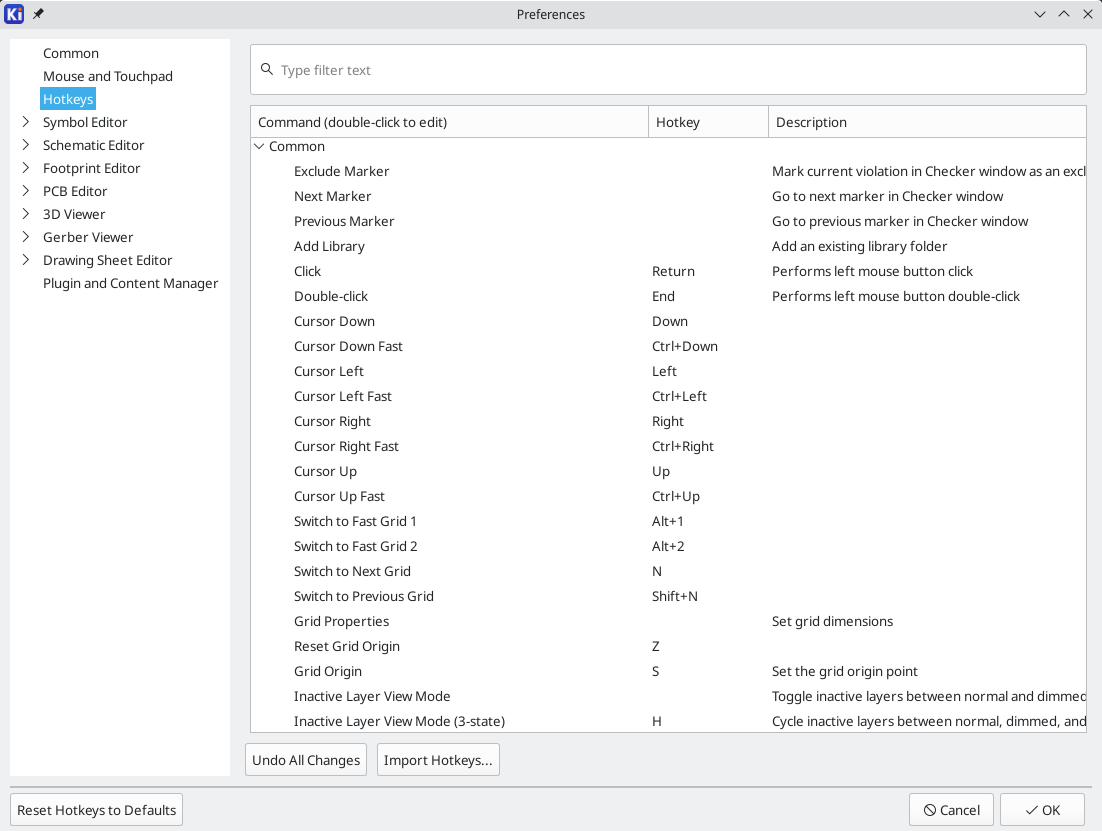 Ki Preferences
Common
Mouse and Touchpad
Hotkeys
Symbol Editor
Schematic Editor
Footprint Editor
PCB Editor
3D Viewer
Gerber Viewer
Drawing Sheet Editor
Plugin and Content Manager
Type filter text
Command (double-click to edit) Hotkey Description
Common
Exclude Marker Mark current violation in Checker window as an excl
Next Marker Go to next marker in Checker window
Previous Marker Go to previous marker in Checker window
Add Library Add an existing library folder
Click Return Performs left mouse button click
Double-click End Performs left mouse button double-click
Cursor Down Down
Cursor Down Fast Ctrl+Down
Cursor Left Left
Cursor Left Fast Ctrl+Left
Cursor Right Right
Cursor Right Fast Ctrl+Right
Cursor Up Up
Cursor Up Fast Ctrl+Up
Switch to Fast Grid 1 Alt+1
Switch to Fast Grid 2 Alt+2
Switch to Next Grid N
Switch to Previous Grid Shift+N
Grid Properties Set grid dimensions
Reset Grid Origin Z
Grid Origin S Set the grid origin point
Inactive Layer View Mode Toggle inactive layers between normal and dimmed
Inactive Layer View Mode (3-state) H Cycle inactive layers between normal, dimmed, and
Undo All Changes Import Hotkeys...
Reset Hotkeys to Defaults Cancel OK